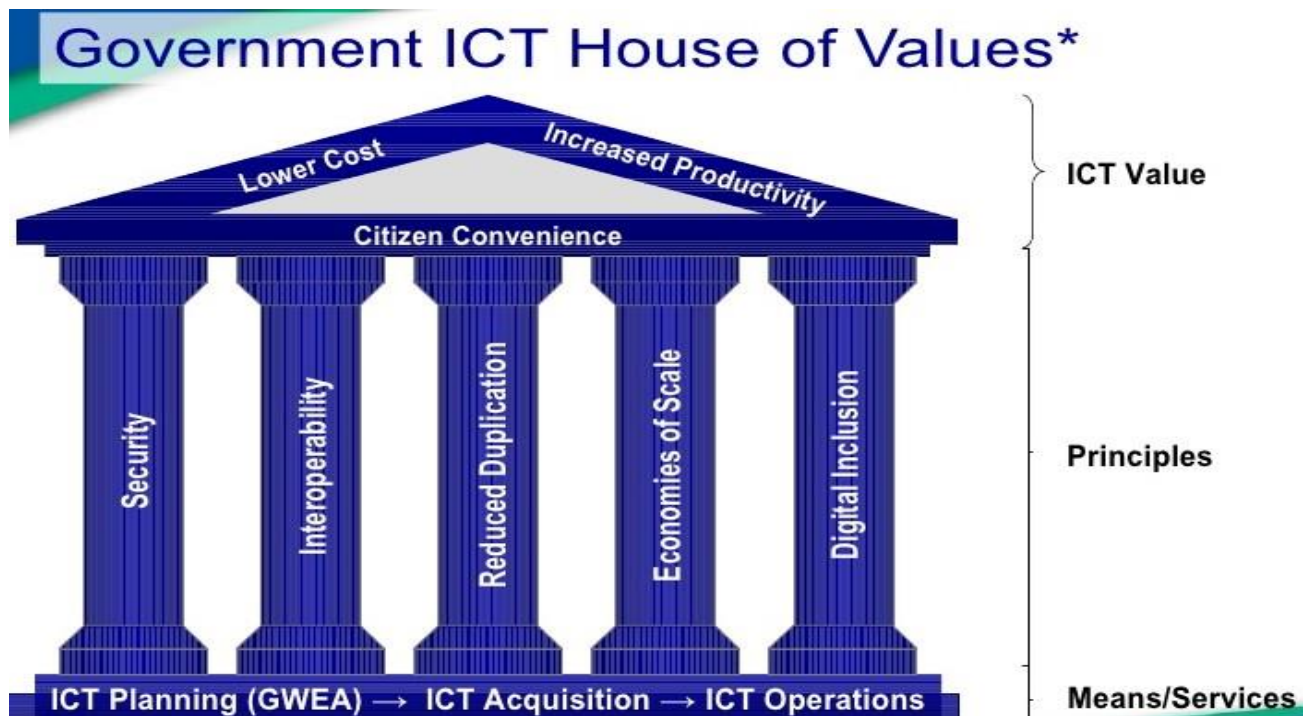 Government ICT House of Values*
Lower Cost
Increased Productivity
Citizen Convenience
ICT Value
Security
Interoperability
Reduced Duplication
Economies of Scale
Digital Inclusion
Principles
ICT Planning (GWEA) → ICT Acquisition → ICT Operations
Means/Services